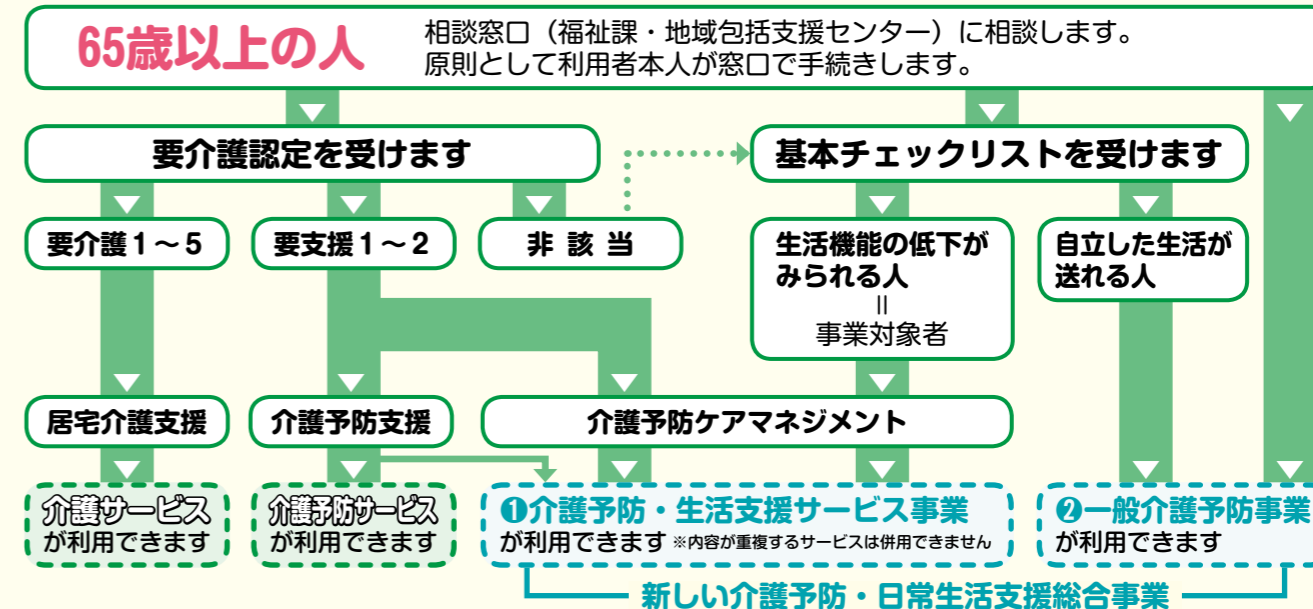 65歳以上の人
相談窓口（福祉課・地域包括支援センター）に相談します。
原則として利用者本人が窓口で手続きします。
要介護認定を受けます
基本チェックリストを受けます
要介護１～５
要支援１～２
非 該 当
生活機能の低下が
みられる人
＝
事業対象者
自立した生活が
送れる人
居宅介護支援
介護予防支援
介護予防ケアマネジメント
介護サービス
が利用できます
介護予防サービス
が利用できます
❶介護予防・生活支援サービス事業
が利用できます ※内容が重複するサービスは併用できません
❷一般介護予防事業
が利用できます
新しい介護予防・日常生活支援総合事業